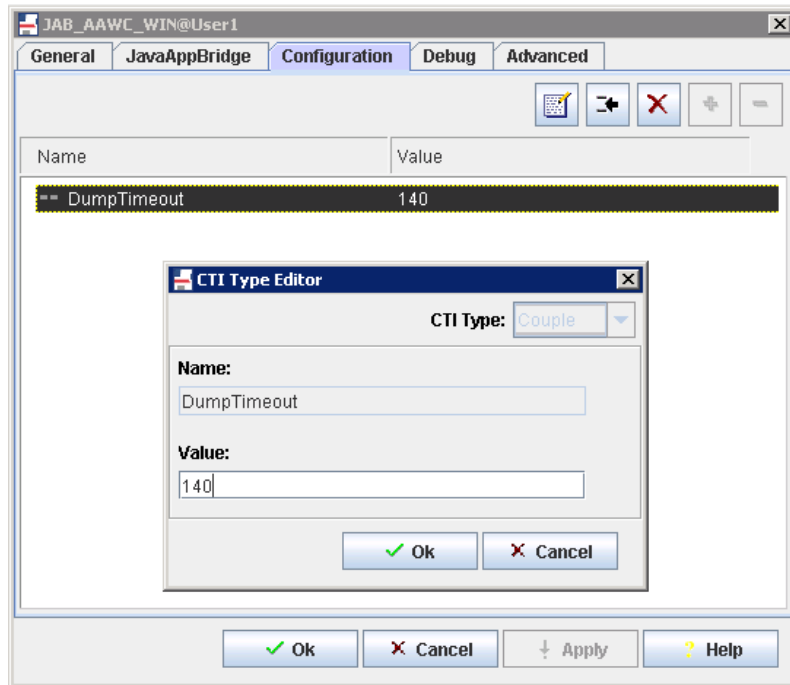 JAB_AAWC_WIN@User1
General JavaAppBridge Configuration Debug Advanced
Name Value
DumpTimeout 140
CTI Type Editor
CTI Type: Couple
Name:
DumpTimeout
Value:
140
Ok Cancel
Ok Cancel Apply ? Help